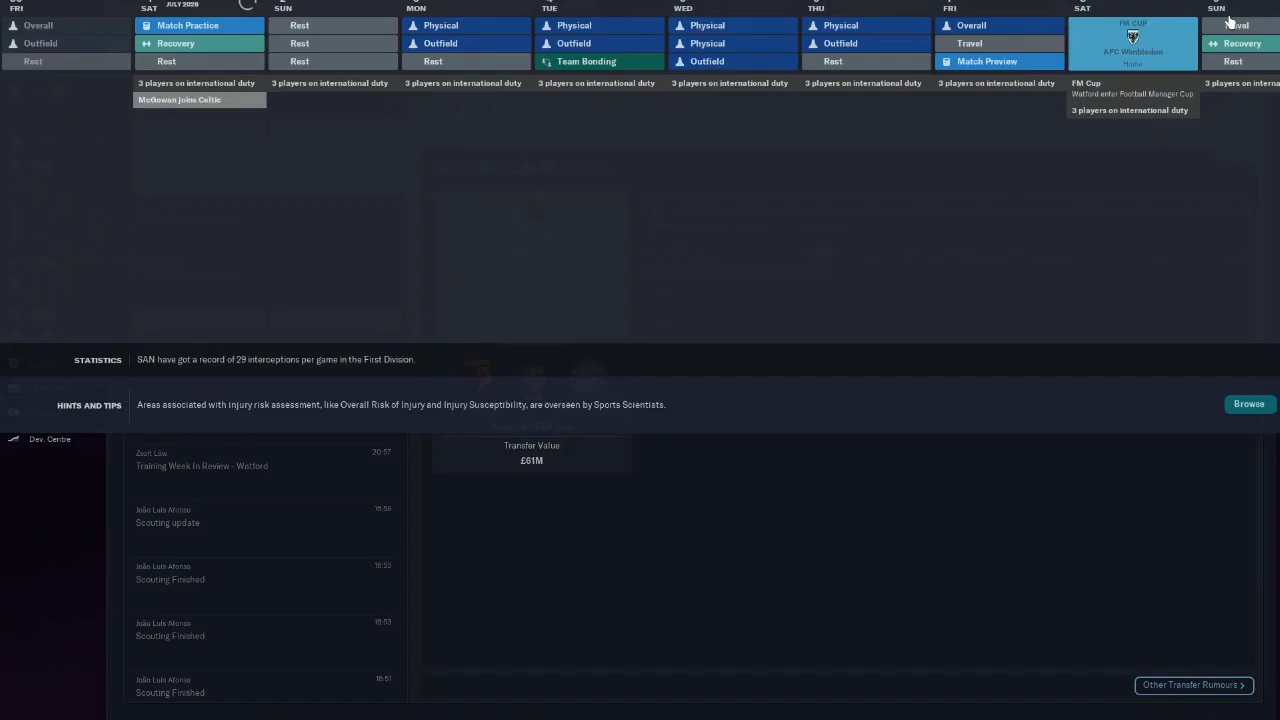 JULY 2028
FRI SAT SUN MON TUE WED THU FRI SAT SUN
Overall Match Practice Rest Physical Physical Physical Physical Overall FM CUP
Outfield Recovery Rest Outfield Outfield Physical Outfield Travel AFC Wimbledon Recovery
Rest Rest Rest Rest Team Bonding Outfield Rest Match Preview Home Rest
3 players on international duty 3 players on international duty 3 players on international duty 3 players on international duty 3 players on international duty 3 players on international duty 3 players on international duty FM Cup 3 players on interna
McGowan joins Celtic
Watford enter Football Manager Cup
3 players on international duty
STATISTICS SAN have got a record of 29 interceptions per game in the First Division.
HINTS AND TIPS Areas associated with injury risk assessment, like Overall Risk of Injury and Injury Susceptibility, are overseen by Sports Scientists. Browse
Dev. Centre
Zsolt Löw 20:57
Training Week In Review - Watford
Transfer Value
£61M
João Luís Afonso 16:58
Scouting update
João Luís Afonso 16:53
Scouting Finished
João Luís Afonso 16:53
Scouting Finished
João Luís Afonso 16:51
Scouting Finished
Other Transfer Rumours >